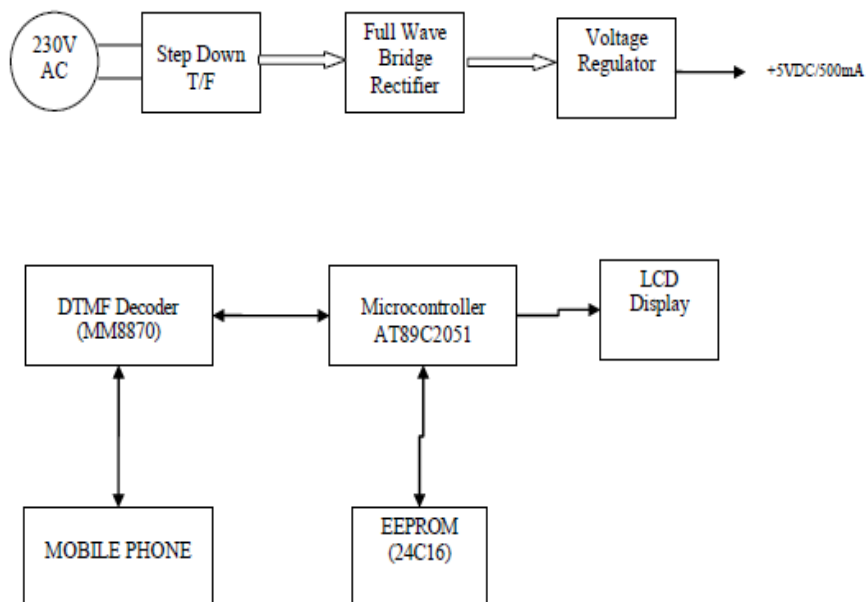 230V
AC
Step Down
T/F
Full Wave
Bridge
Rectifier
Voltage
Regulator
+5VDC/500mA
DTMF Decoder
(MM8870)
Microcontroller
AT89C2051
LCD
Display
MOBILE PHONE
EEPROM
(24C16)